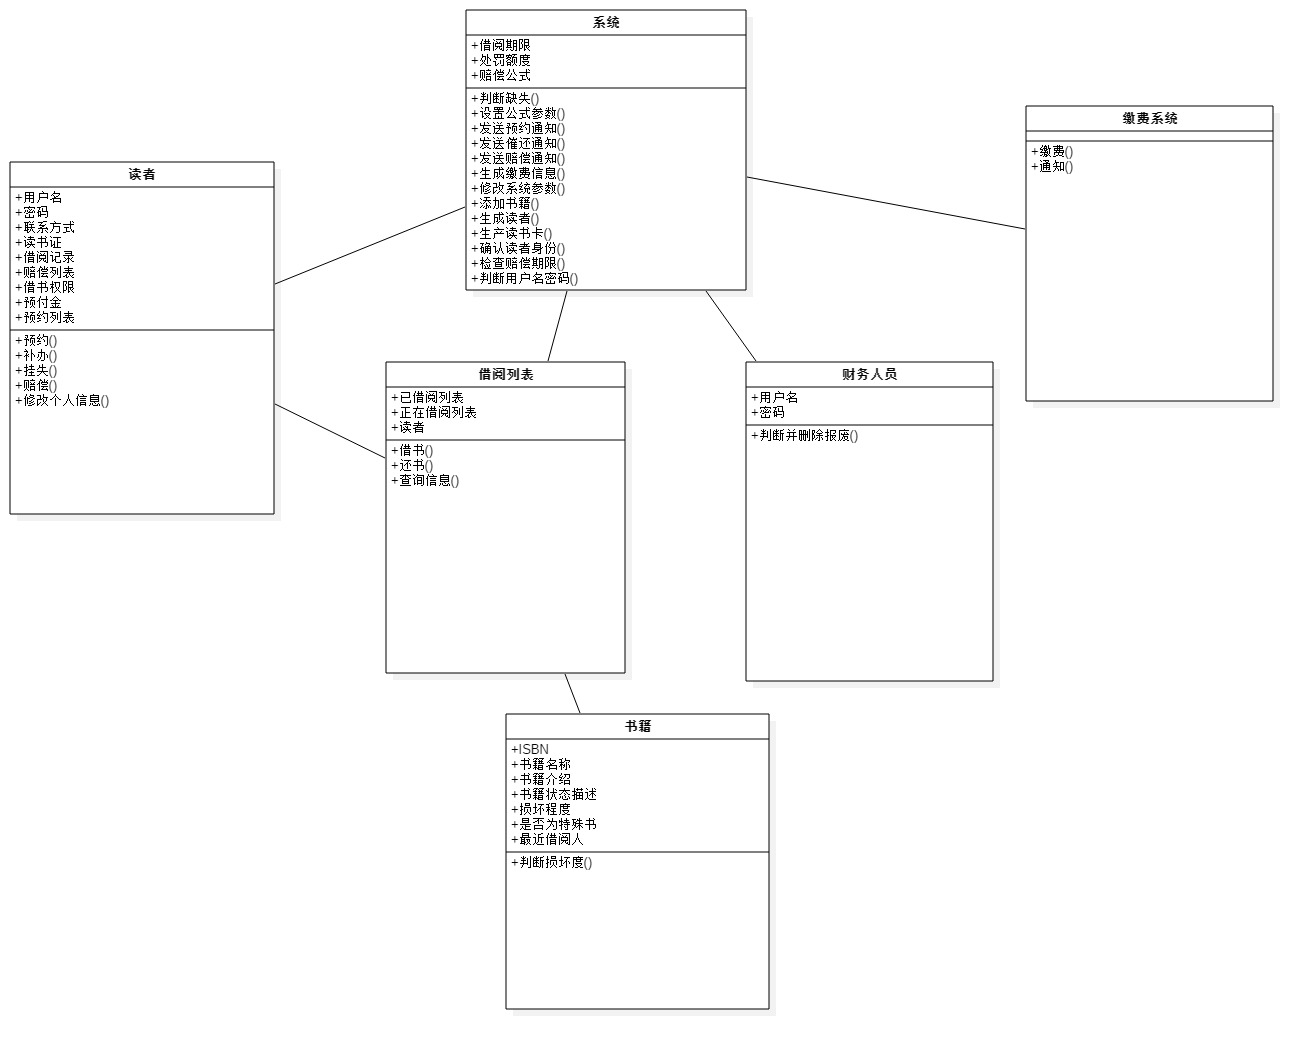 系统
+借阅期限
+处罚额度
+赔偿公式
+判断缺失()
+设置公式参数()
+发送预约通知()
+发送催还通知()
+发送赔偿通知()
+生成缴费信息()
+修改系统参数()
+添加书籍()
+生成读者()
+生产读书卡()
+确认读者身份()
+检查赔偿期限()
+判断用户名密码()
缴费系统
+缴费()
+通知()
读者
+用户名
+密码
+联系方式
+读书证
+借阅记录
+赔偿列表
+借书权限
+预付金
+预约列表
+预约()
+补办()
+挂失()
+赔偿()
+修改个人信息()
借阅列表
+已借阅列表
+正在借阅列表
+读者
+借书()
+还书()
+查询信息()
财务人员
+用户名
+密码
+判断并删除报废()
书籍
+ISBN
+书籍名称
+书籍介绍
+书籍状态描述
+损坏程度
+是否为特殊书
+最近借阅人
+判断损坏度()